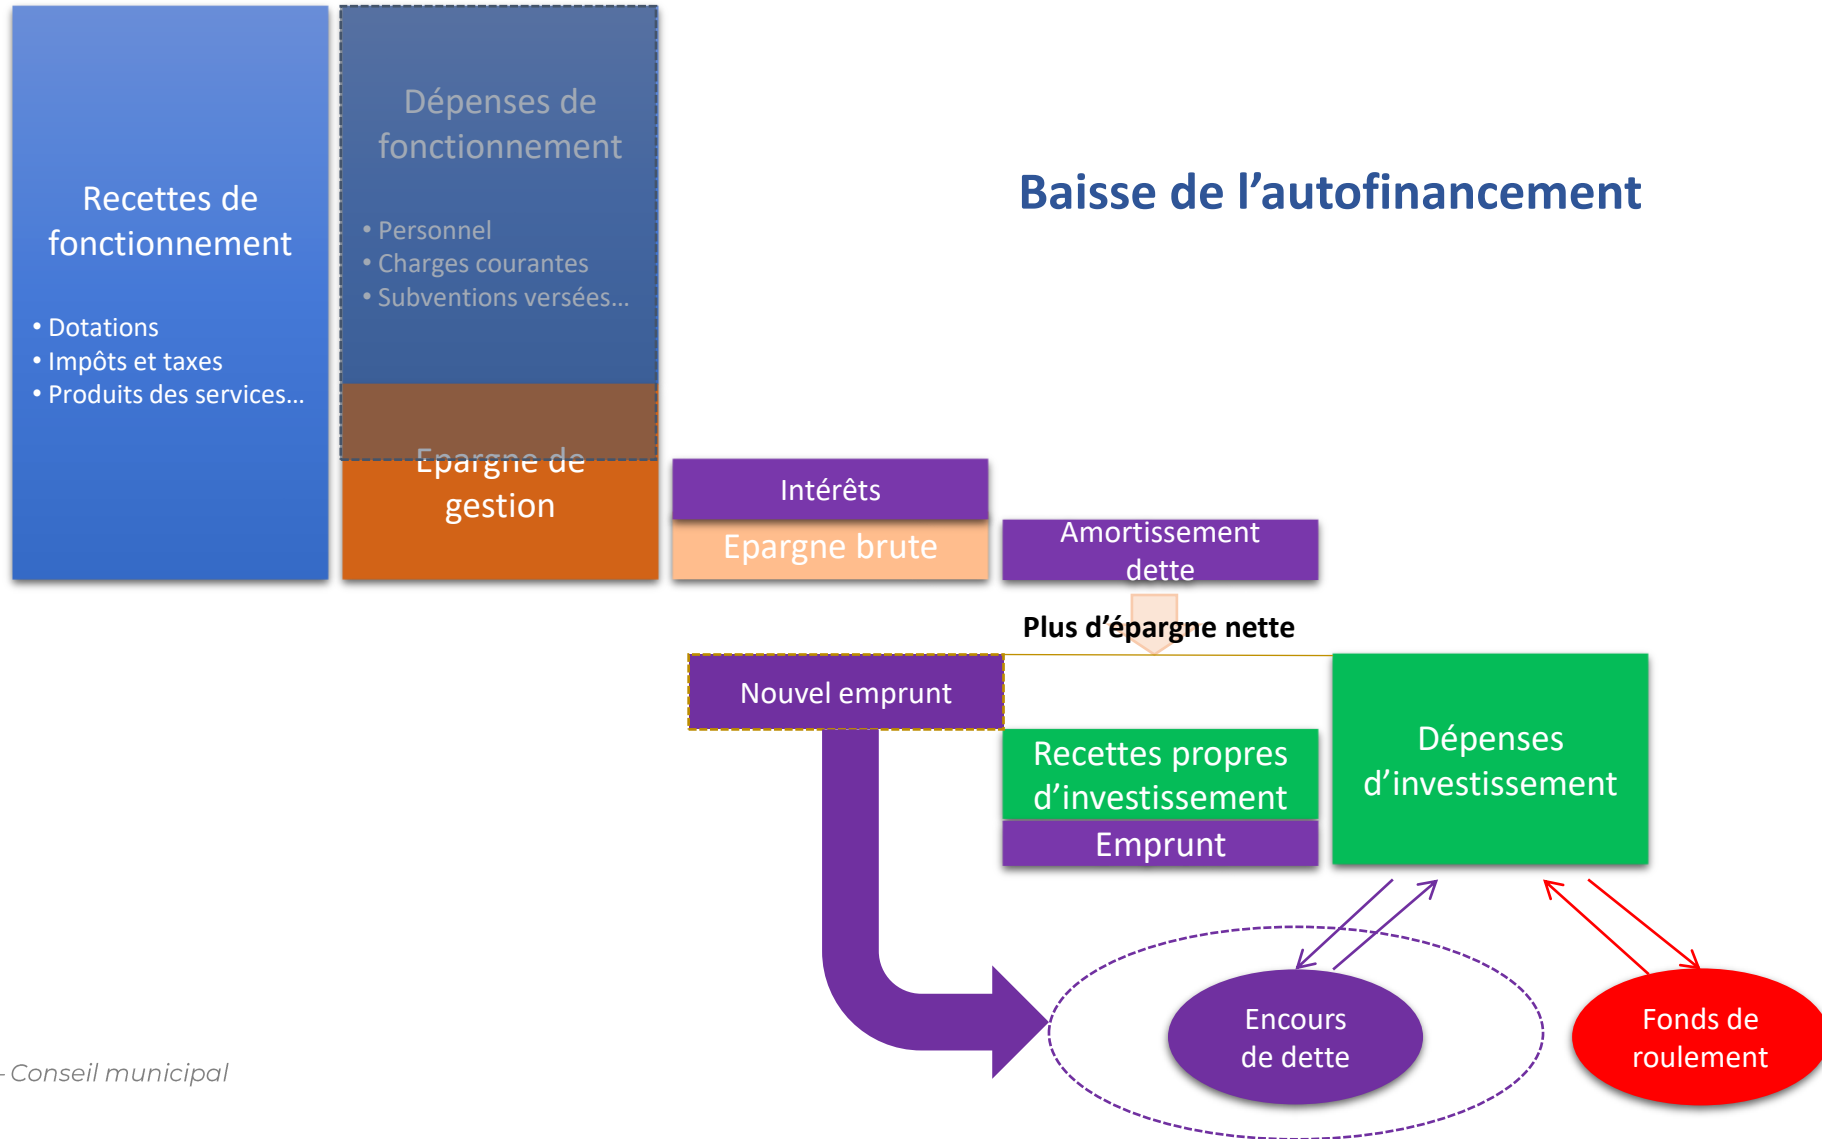 Recettes de
fonctionnement
• Dotations
• Impôts et taxes
• Produits des services…
Dépenses de
fonctionnement
• Personnel
• Charges courantes
• Subventions versées…
Epargne de
gestion
Baisse de l’autofinancement
Intérêts
Epargne brute
Amortissement
dette
Plus d’épargne nette
Nouvel emprunt
Recettes propres
d’investissement
Emprunt
Dépenses
d’investissement
Encours
de dette
Fonds de
roulement
– Conseil municipal